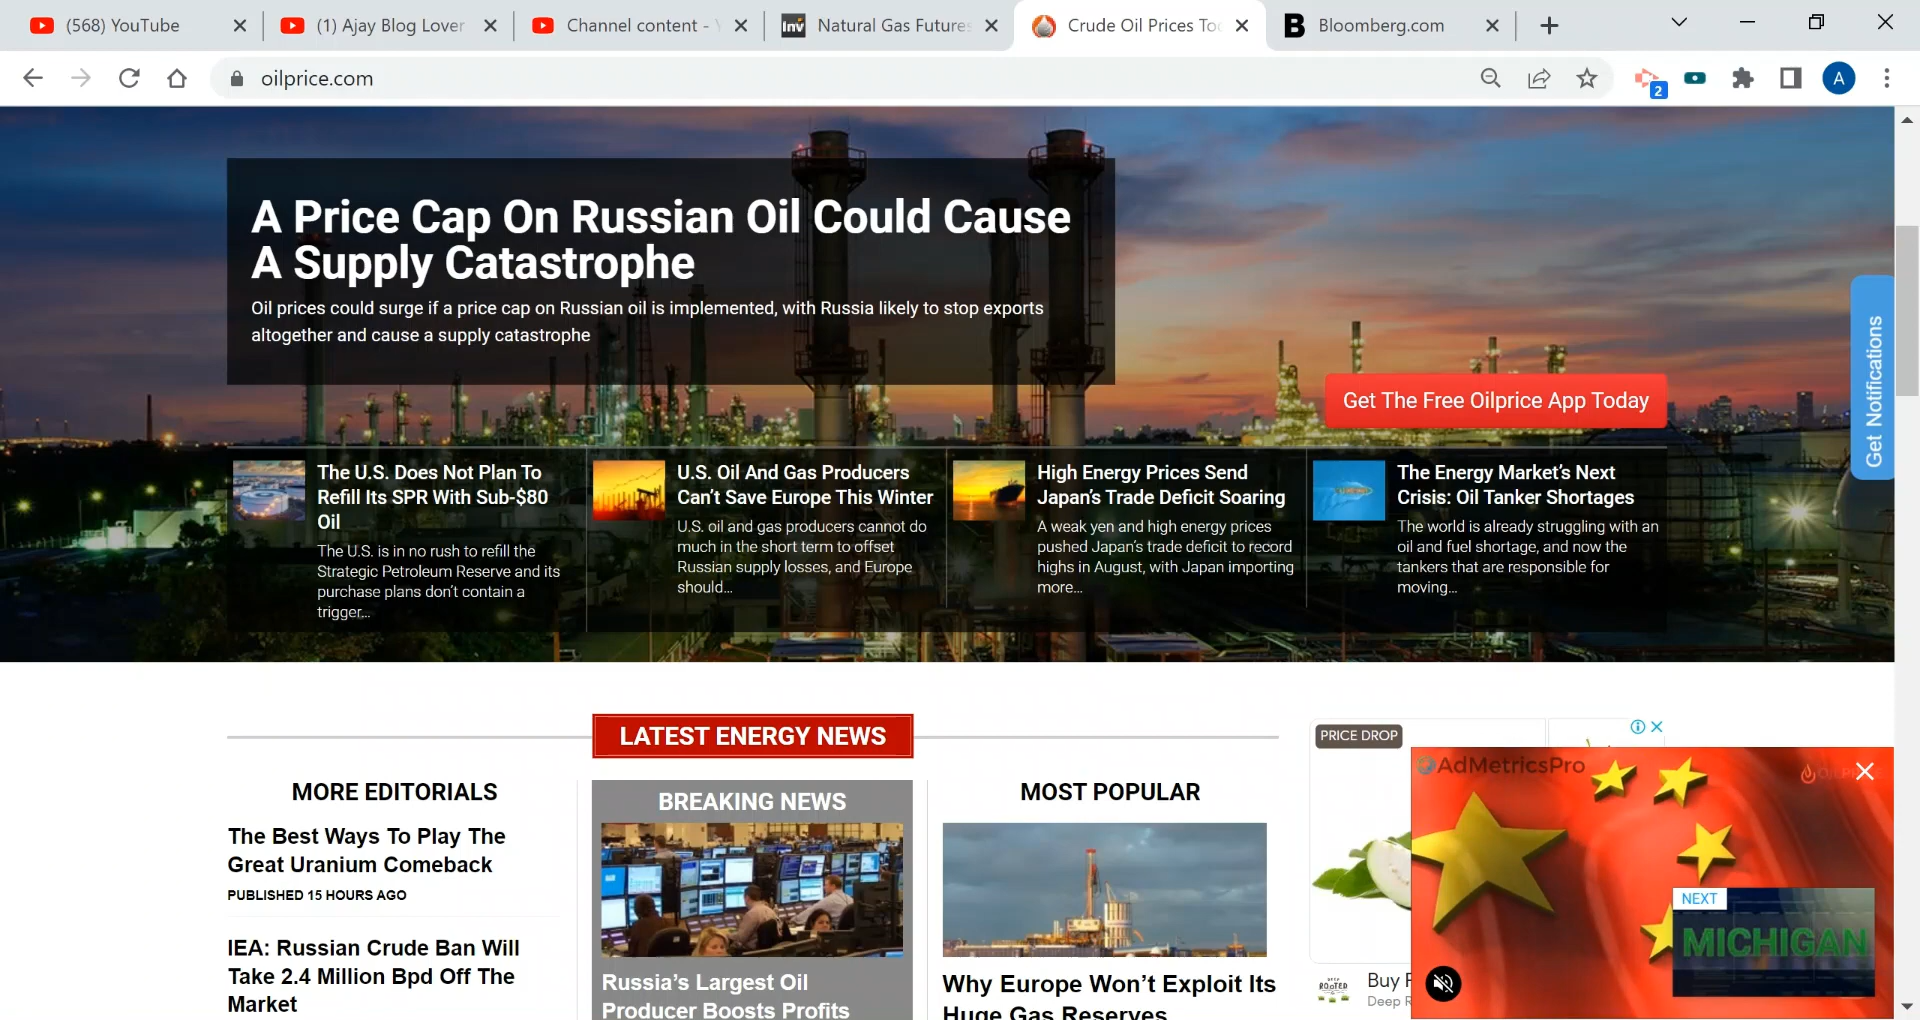 (568) YouTube
(1) Ajay Blog Lover
Channel content -
Inv
Natural Gas Futures
Crude Oil Prices To
B
Bloomberg.com
oilprice.com
2
A
A Price Cap On Russian Oil Could Cause
A Supply Catastrophe
Oil prices could surge if a price cap on Russian oil is implemented, with Russia likely to stop exports
altogether and cause a supply catastrophe
Get Notifications
Get The Free Oilprice App Today
The U.S. Does Not Plan To
Refill Its SPR With Sub-$80
Oil
The U.S. is in no rush to refill the
Strategic Petroleum Reserve and its
purchase plans don't contain a
trigger...
U.S. Oil And Gas Producers
Can't Save Europe This Winter
U.S. oil and gas producers cannot do
much in the short term to offset
Russian supply losses, and Europe
should...
High Energy Prices Send
Japan's Trade Deficit Soaring
A weak yen and high energy prices
pushed Japan's trade deficit to record
highs in August, with Japan importing
more...
The Energy Market's Next
Crisis: Oil Tanker Shortages
The world is already struggling with an
oil and fuel shortage, and now the
tankers that are responsible for
moving...
LATEST ENERGY NEWS
MORE EDITORIALS
The Best Ways To Play The
Great Uranium Comeback
PUBLISHED 15 HOURS AGO
IEA: Russian Crude Ban Will
Take 2.4 Million Bpd Off The
Market
BREAKING NEWS
Russia's Largest Oil
Producer Boosts Profits
MOST POPULAR
Why Europe Won't Exploit Its
Huge Gas Reserves
PRICE DROP
AdMetricsPro
NEXT
MICHIGAN
DEEP
ROOTED
Buy
Deep